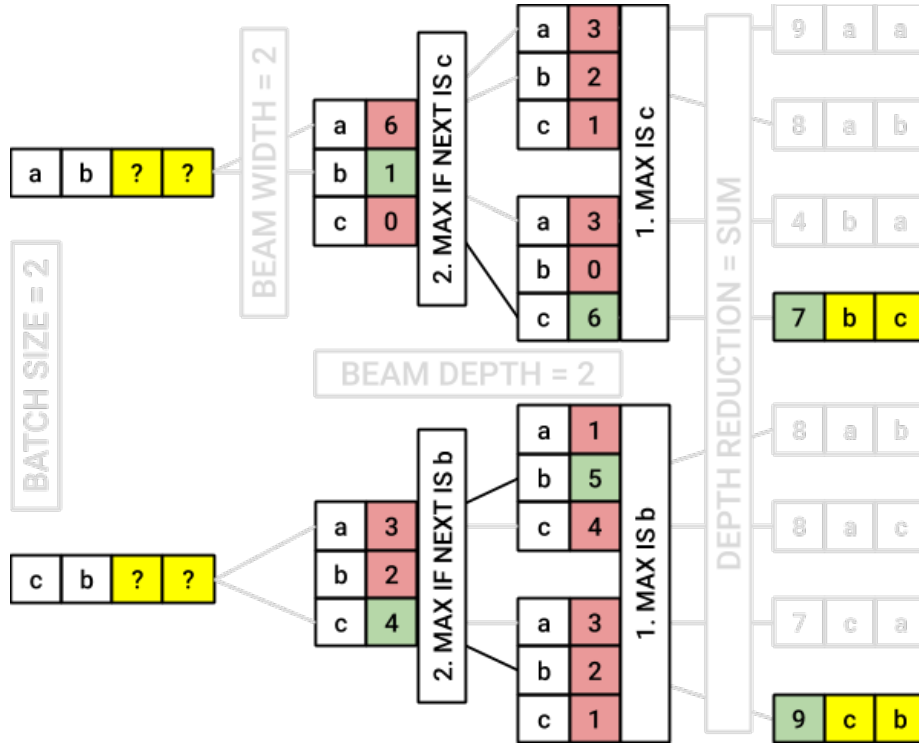 a b ? ?
BATCH SIZE = 2
BEAM WIDTH = 2
a 6
b 1
c 0
2. MAX IF NEXT IS c
a 3
b 2
c 1
a 3
b 0
c 6
1. MAX IS c
DEPTH REDUCTION = SUM
9 a a
8 a b
4 b a
7 b c
BEAM DEPTH = 2
c b ? ?
a 3
b 2
c 4
2. MAX IF NEXT IS b
a 1
b 5
c 4
a 3
b 2
c 1
1. MAX IS b
8 a b
8 a c
7 c a
9 c b